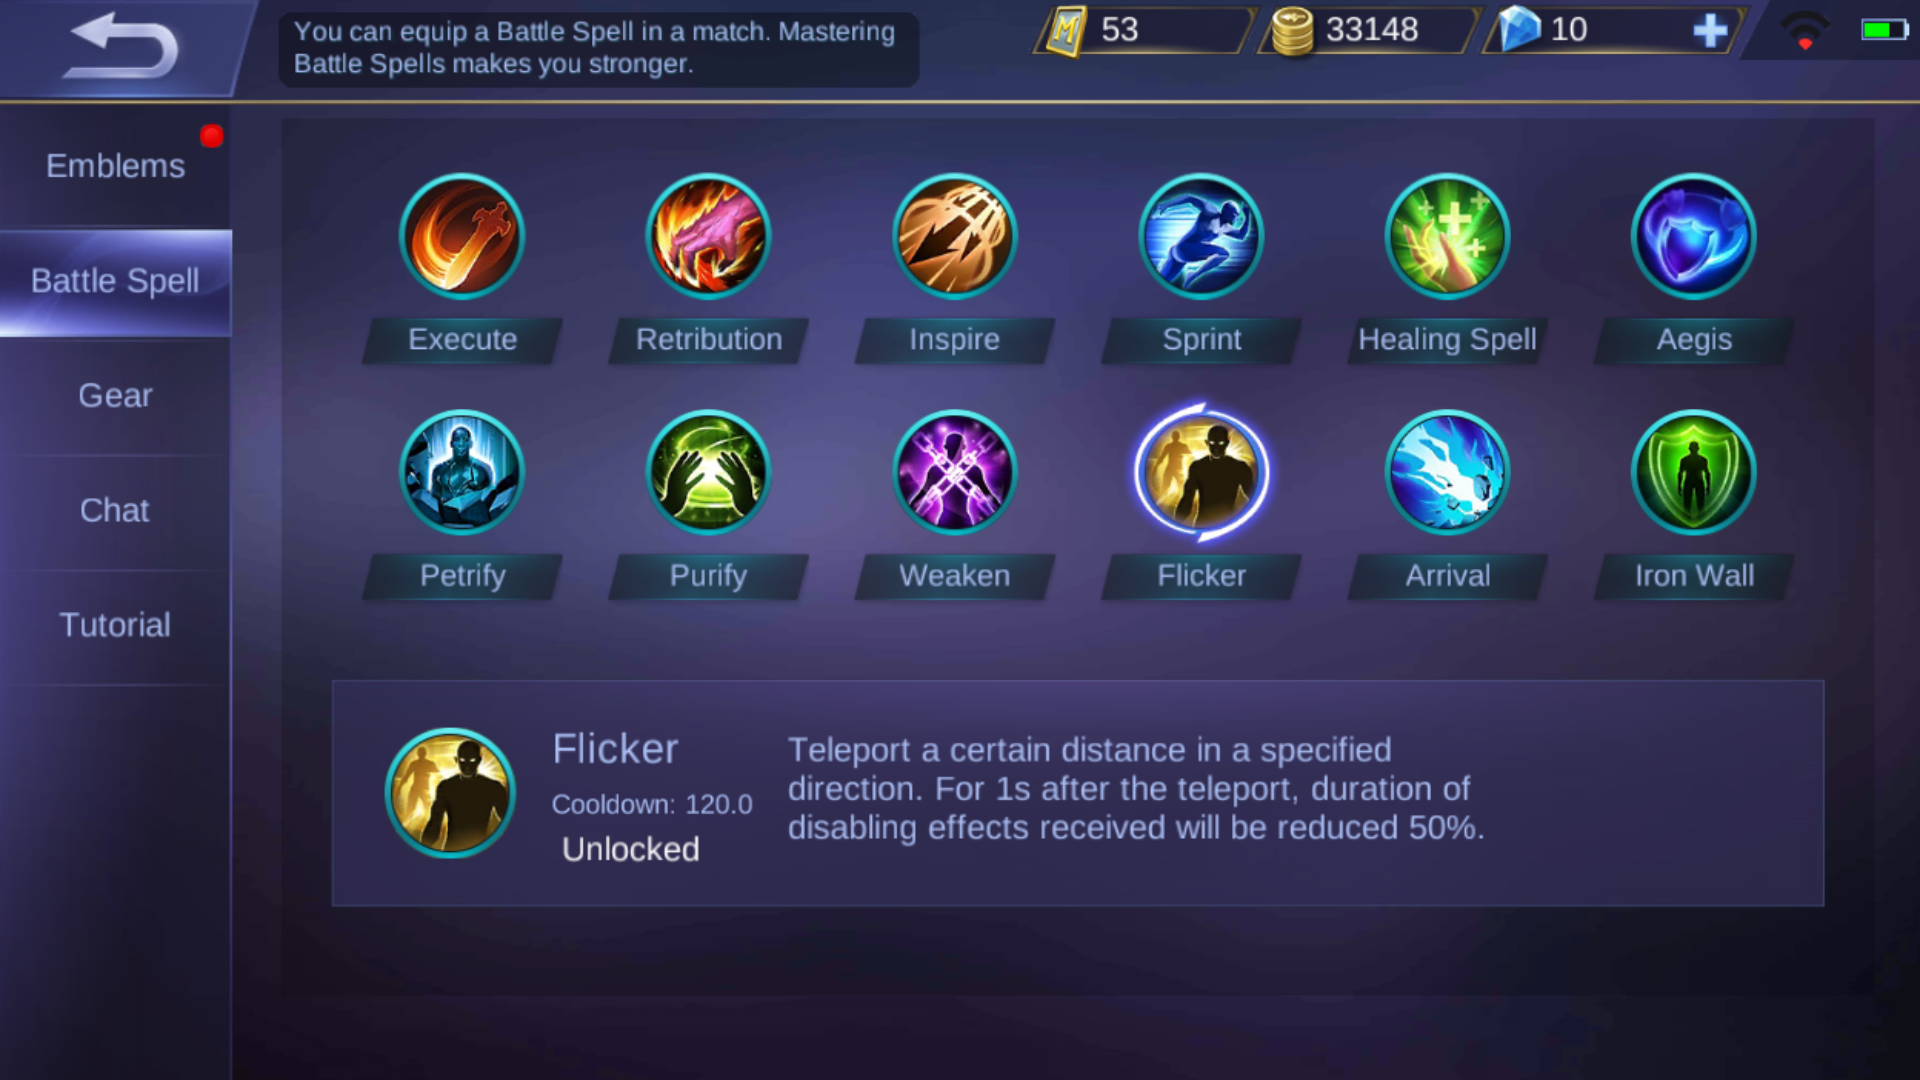 You can equip a Battle Spell in a match. Mastering
Battle Spells makes you stronger.
53
33148
10
Emblems
Battle Spell
Gear
Chat
Tutorial
Execute
Retribution
Inspire
Sprint
Healing Spell
Aegis
Petrify
Purify
Weaken
Flicker
Arrival
Iron Wall
Flicker
Cooldown: 120.0
Unlocked
Teleport a certain distance in a specified
direction. For 1s after the teleport, duration of
disabling effects received will be reduced 50%.